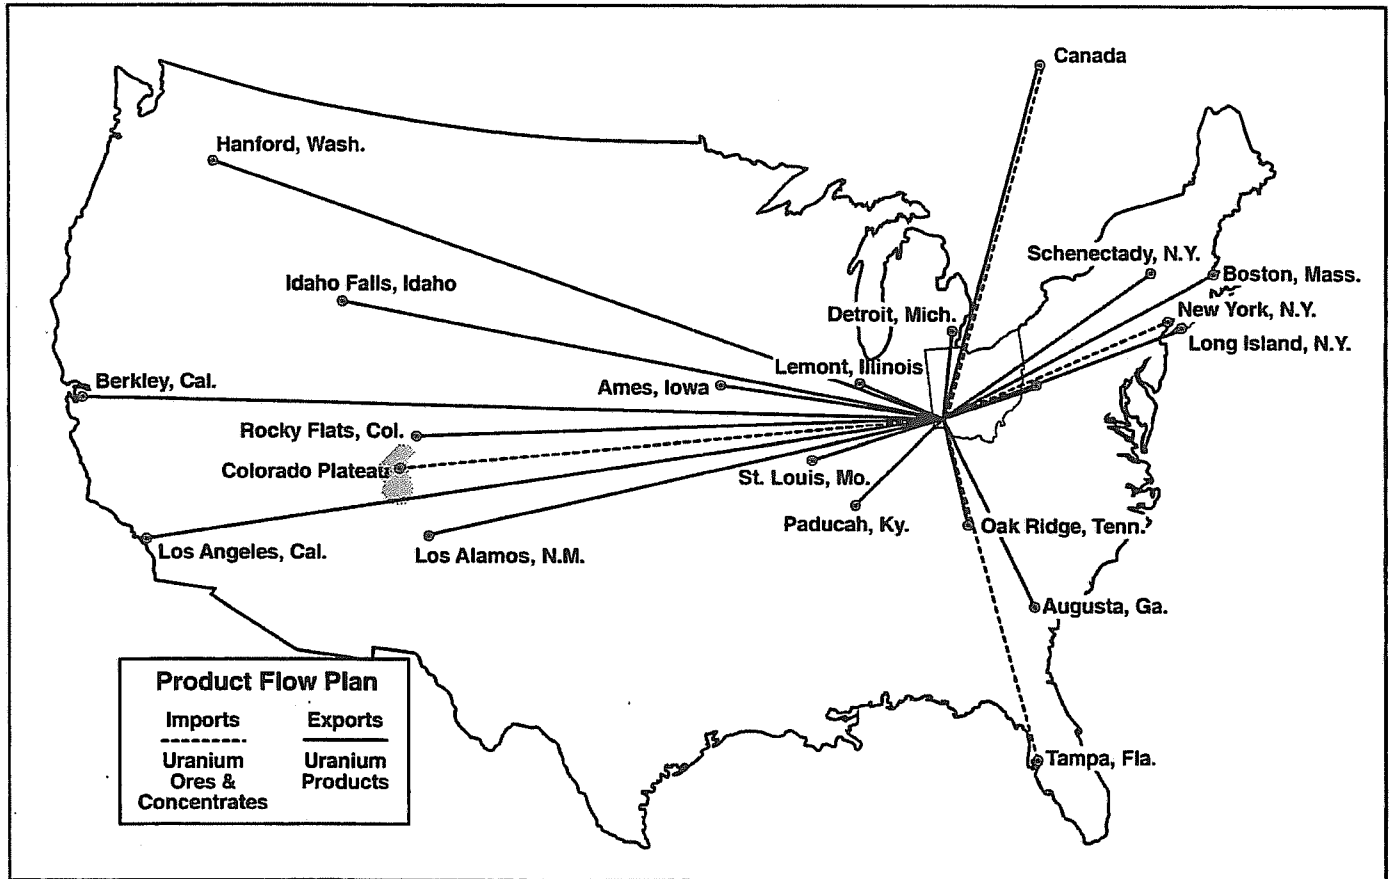 Canada
Hanford, Wash.
Schenectady, N.Y.
Boston, Mass.
Idaho Falls, Idaho
New York, N.Y.
Detroit, Mich.
Long Island, N.Y.
Lemont, Illinois
Berkley, Cal.
Ames, Iowa
Rocky Flats, Col.
Colorado Plateau
St. Louis, Mo.
Paducah, Ky.
Oak Ridge, Tenn.
Los Angeles, Cal.
Los Alamos, N.M.
Augusta, Ga.
Tampa, Fla.
Product Flow Plan
Imports
Uranium
Ores &
Concentrates
Exports
Uranium
Products